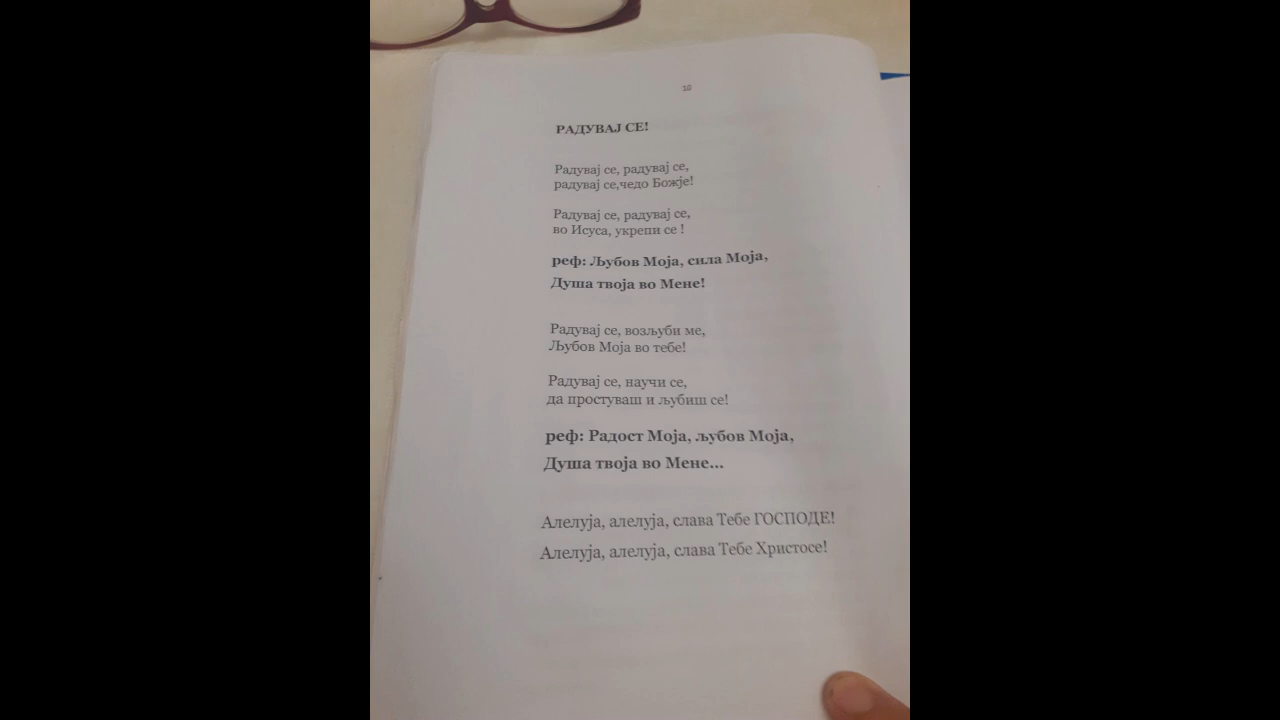 10
РАДУВАЈ СЕ!
Радувај се, радувај се,
радувај се,чедо Божје!
Радувај се, радувај се,
во Исуса, укрепи се !
реф: Љубов Моја, сила Моја,
Душа твоја во Мене!
Радувај се, возљуби ме,
Љубов Моја во тебе!
Радувај се, научи се,
да простуваш и љубиш се!
реф: Радост Моја, љубов Моја,
Душа твоја во Мене...
Алелуја, алелуја, слава Тебе ГОСПОДЕ!
Алелуја, алелуја, слава Тебе Христосе!